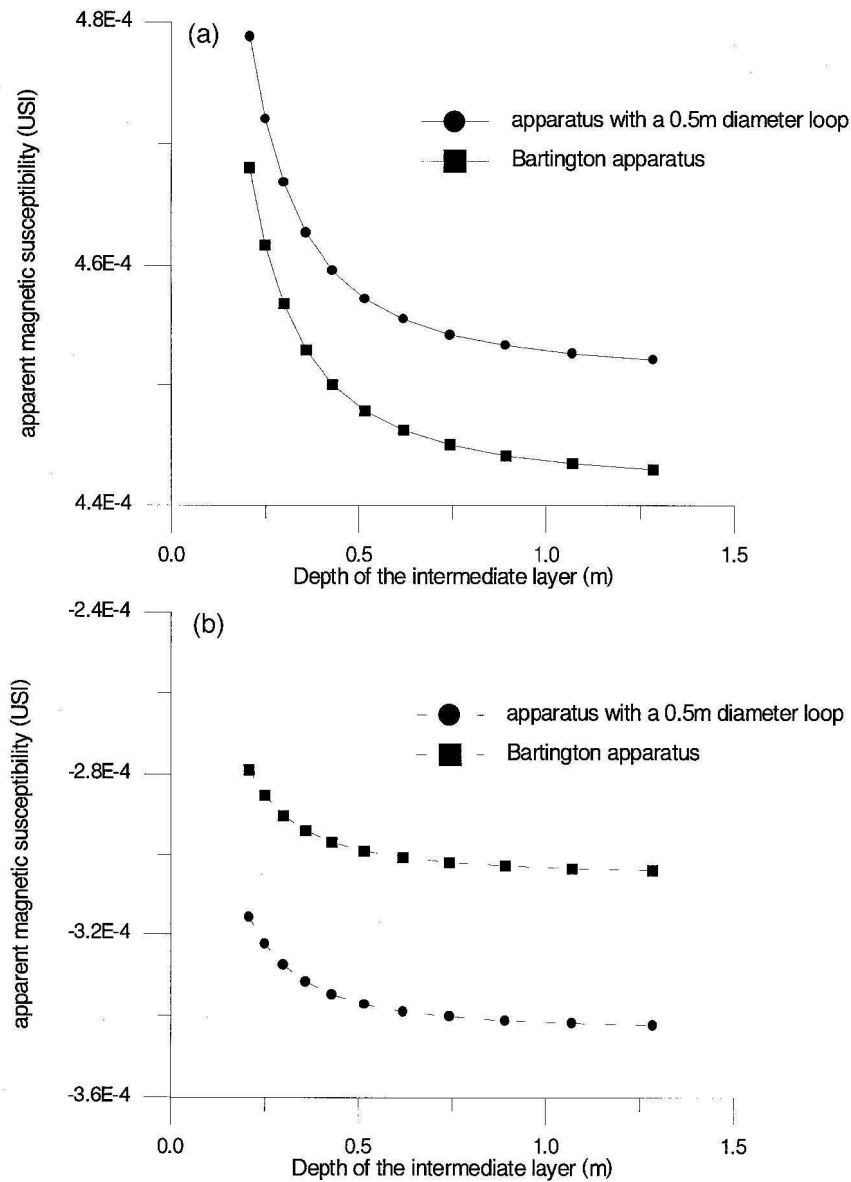 (a)
4.8E-4
4.6E-4
4.4E-4
apparent magnetic susceptibility (USI)
apparatus with a 0.5m diameter loop
Bartington apparatus
0.0
0.5
1.0
1.5
Depth of the intermediate layer (m)
(b)
-2.4E-4
-2.8E-4
-3.2E-4
-3.6E-4
apparent magnetic susceptibility (USI)
apparatus with a 0.5m diameter loop
Bartington apparatus
0.0
0.5
1.0
1.5
Depth of the intermediate layer (m)